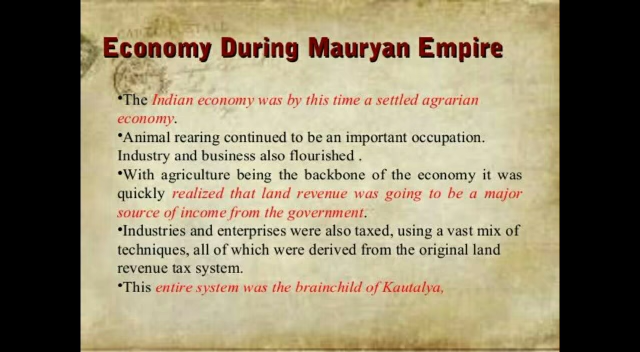 Economy During Mauryan Empire
•The Indian economy was by this time a settled agrarian
economy.
•Animal rearing continued to be an important occupation.
Industry and business also flourished .
•With agriculture being the backbone of the economy it was
quickly realized that land revenue was going to be a major
source of income from the government.
•Industries and enterprises were also taxed, using a vast mix of
techniques, all of which were derived from the original land
revenue tax system.
•This entire system was the brainchild of Kautalya,